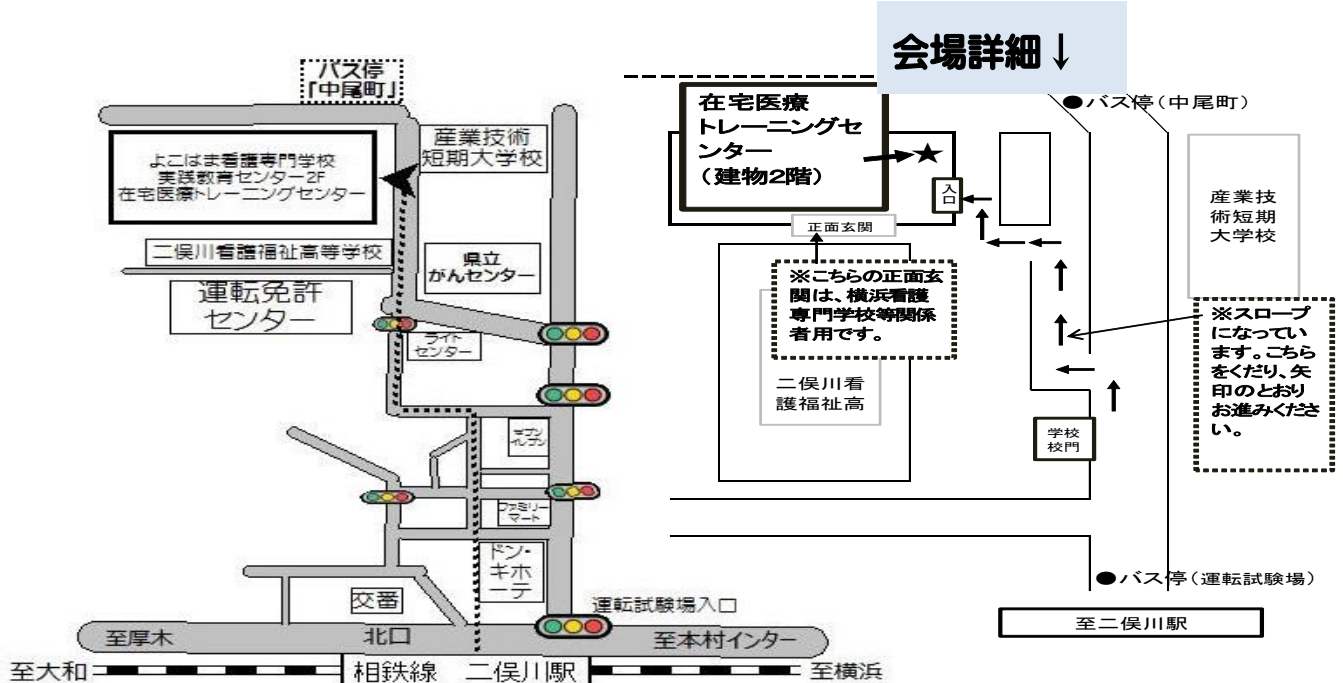 会場詳細↓
バス停
「中尾町」
産業技術
短期大学校
よこはま看護専門学校
実践教育センター2F
在宅医療トレーニングセンター
二俣川看護福祉高等学校
運転免許
センター
県立
がんセンター
ライト
センター
セブン
イレブン
ファミリー
マート
ドン・
キホ
ーテ
交番
運転試験場入口
至厚木
北口
至本村インター
至大和
相鉄線 二俣川駅
至横浜
在宅医療
トレーニングセ
ンター
(建物2階)
●バス停(中尾町)
入口
正面玄関
産業技
術短期
大学校
※こちらの正面玄
関は、横浜看護
専門学校等関係
者用です。
二俣川看
護福祉高
※スロープ
になってい
ます。こちら
をくだり、矢
印のとおり
お進みくださ
い。
学校
校門
●バス停(運転試験場)
至二俣川駅